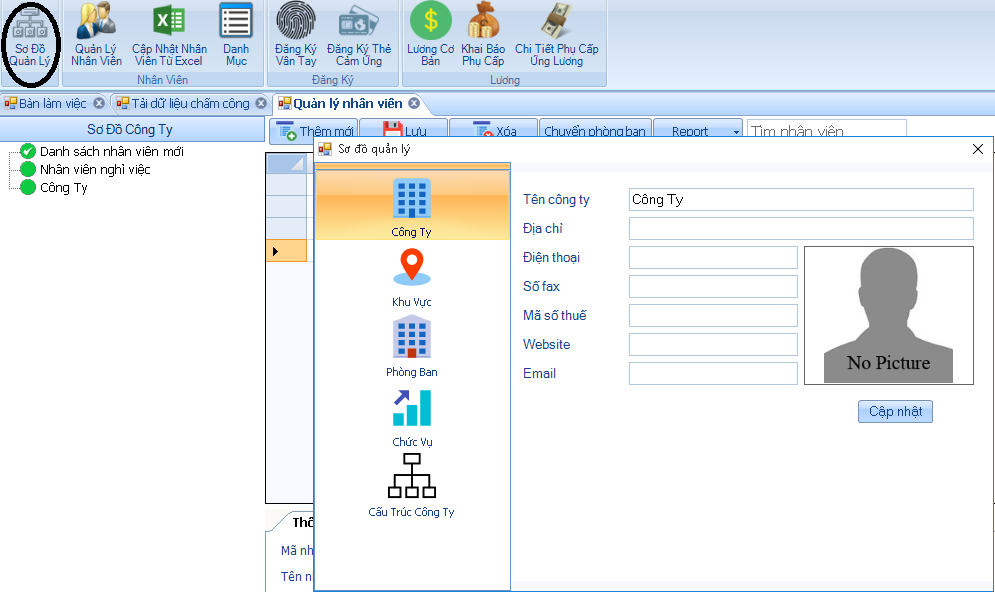 Sơ Đồ
Quản Lý
Quản Lý
Nhân Viên
Cập Nhật Nhân
Viên Từ Excel
Danh
Mục
Đăng Ký
Vân Tay
Đăng Ký Thẻ
Cảm Ứng
Lương Cơ
Bản
Khai Báo
Phụ Cấp
Chi Tiết Phụ Cấp
Ứng Lương
Nhân Viên
Đăng Ký
Lương
Bàn làm việc
Tải dữ liệu chấm công
Quản lý nhân viên
Sơ Đồ Công Ty
Thêm mới
Lưu
Xóa
Chuyển phòng ban
Report
Tìm nhân viên
Danh sách nhân viên mới
Nhân viên nghỉ việc
Công Ty
Sơ đồ quản lý
Công Ty
Khu Vực
Phòng Ban
Chức Vụ
Cấu Trúc Công Ty
Tên công ty
Công Ty
Địa chỉ
Điện thoại
Số fax
Mã số thuế
Website
Email
No Picture
Cập nhật
Thô
Mã nh
Tên n